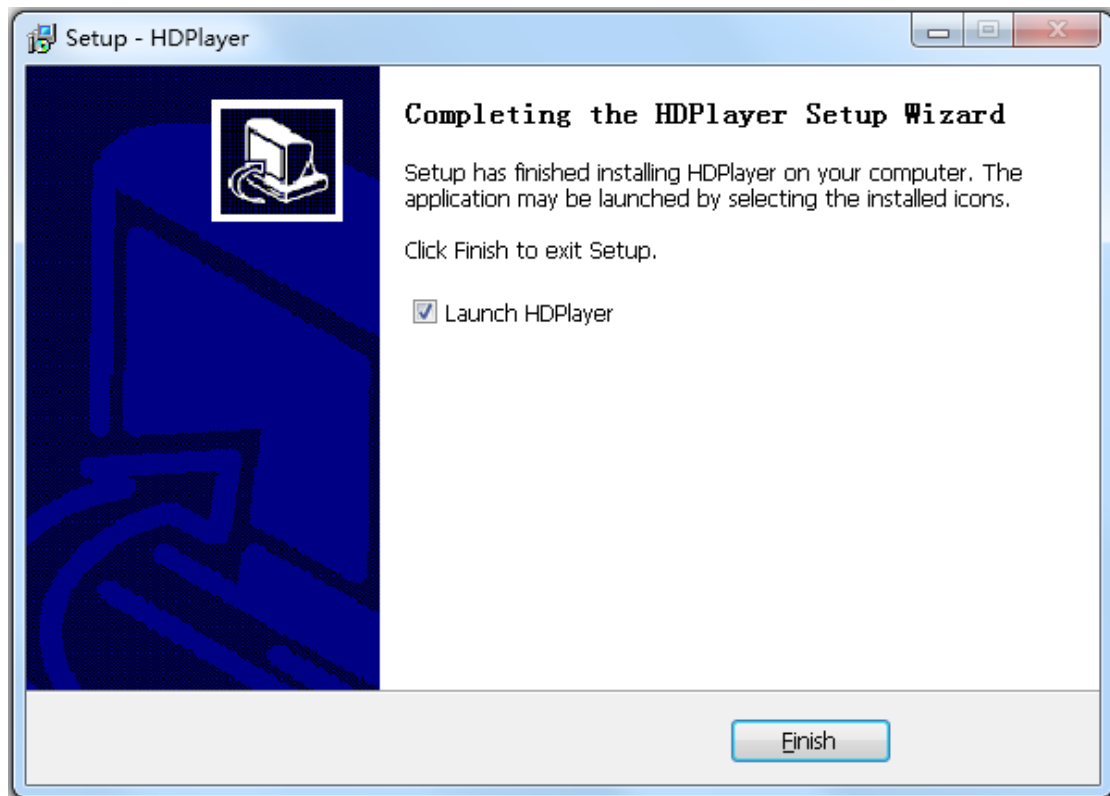 Setup - HDPlayer
Completing the HDPlayer Setup Wizard
Setup has finished installing HDPlayer on your computer. The
application may be launched by selecting the installed icons.
Click Finish to exit Setup.
Launch HDPlayer
Finish